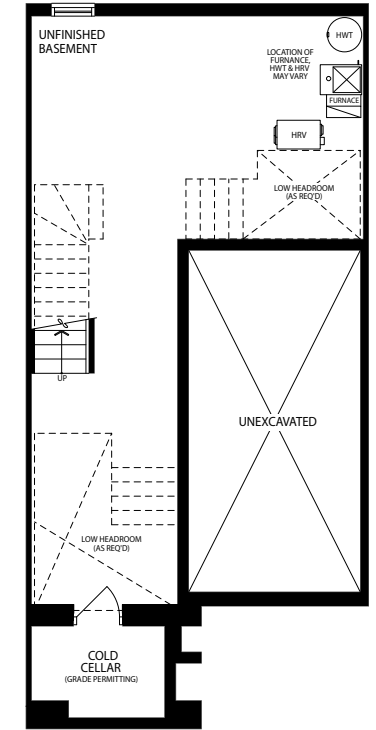 UNFINISHED
BASEMENT
HWT
LOCATION OF
FURNANCE,
HWT & HRV
MAY VARY
FURNACE
HRV
LOW HEADROOM
(AS REQ'D)
UP
UNEXCAVATED
LOW HEADROOM
(AS REQ'D)
COLD
CELLAR
(GRADE PERMITTING)